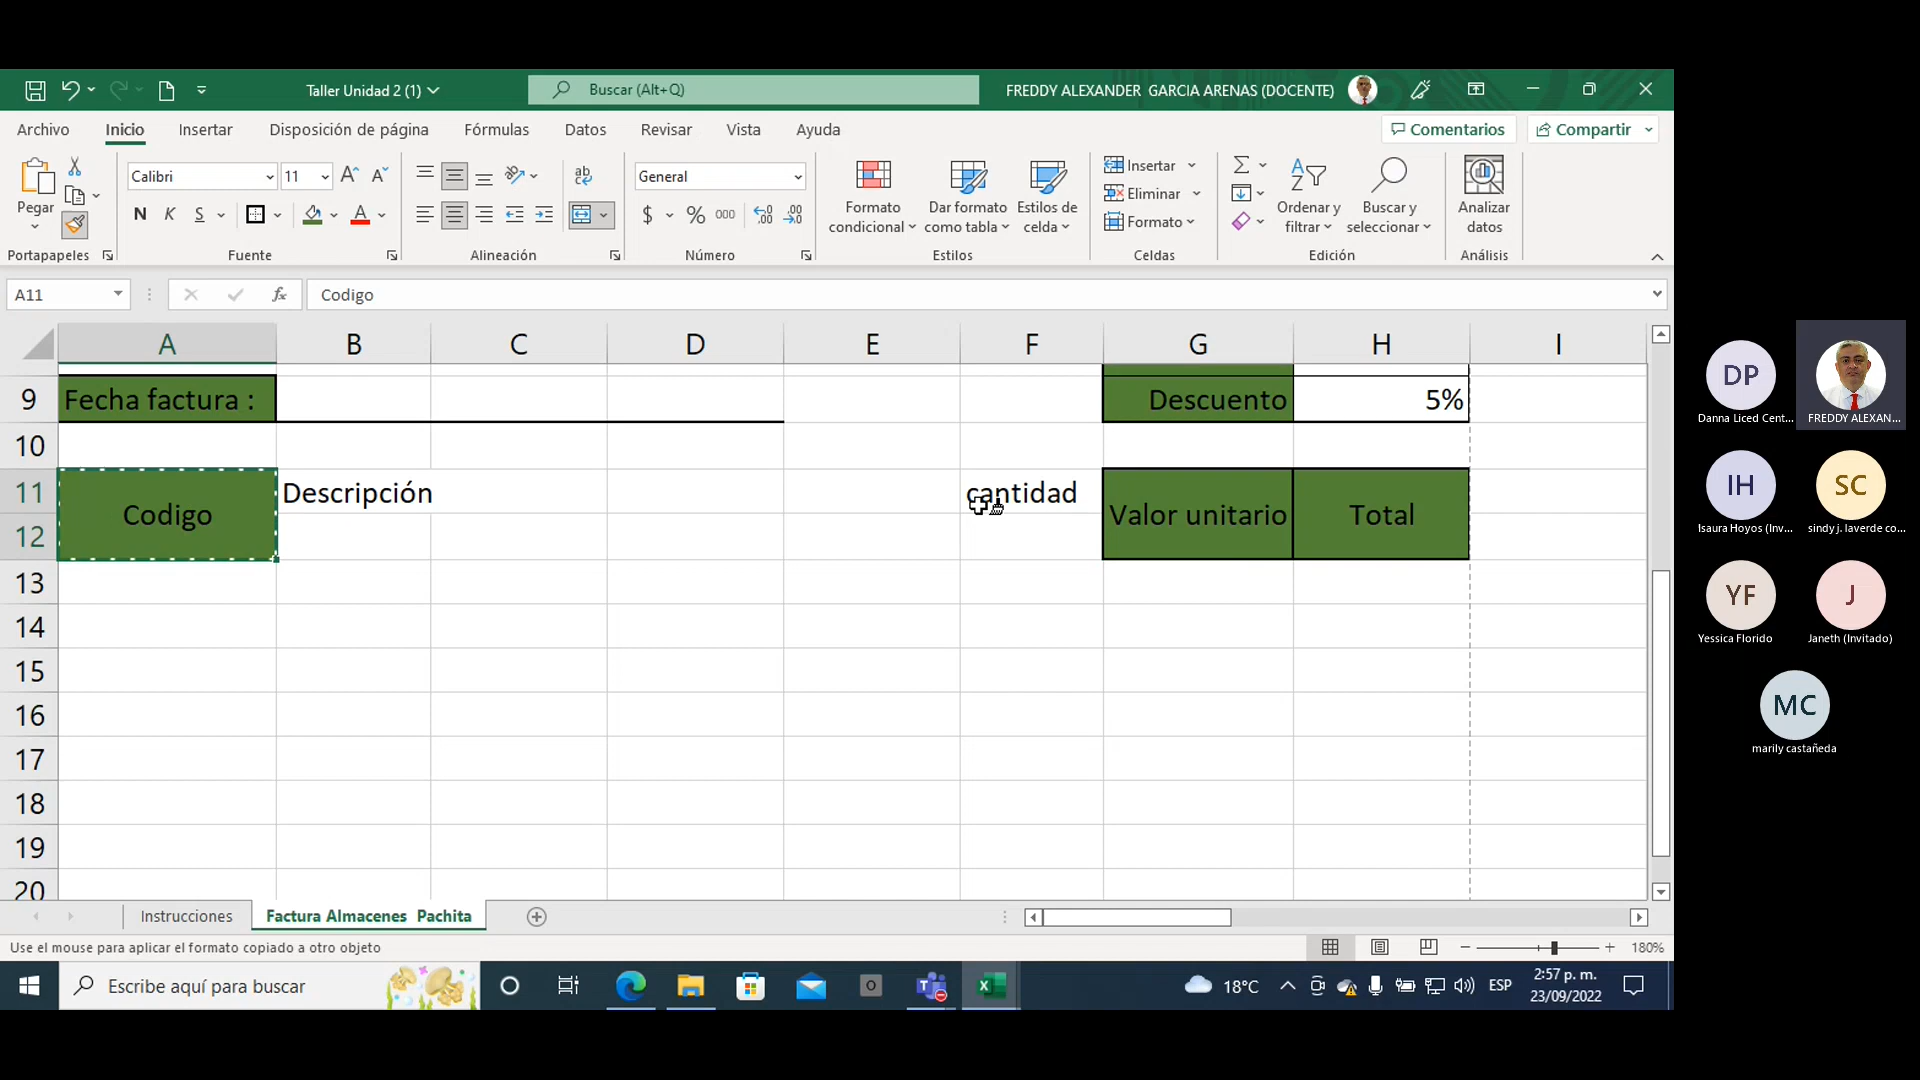 Taller Unidad 2 (1)
Buscar (Alt+Q)
FREDDY ALEXANDER GARCIA ARENAS (DOCENTE)
Archivo
Inicio
Insertar
Disposición de página
Fórmulas
Datos
Revisar
Vista
Ayuda
Comentarios
Compartir
Pegar
Calibri
11
N K S
General
$ % 000
Formato condicional
Dar formato como tabla
Estilos de celda
Insertar
Eliminar
Formato
Ordenar y filtrar
Buscar y seleccionar
Analizar datos
Portapapeles
Fuente
Alineación
Número
Estilos
Celdas
Edición
Análisis
A11
fx
Codigo
A B C D E F G H I
9 Fecha factura : Descuento 5%
10
11 Codigo Descripción cantidad Valor unitario Total
12
13
14
15
16
17
18
19
20
Instrucciones
Factura Almacenes Pachita
Use el mouse para aplicar el formato copiado a otro objeto
180%
Escribe aquí para buscar
18°C
ESP
2:57 p. m.
23/09/2022
DP
Danna Liced Cent...
FREDDY ALEXAN...
IH
Isaura Hoyos (Inv...
SC
sindy j. laverde co...
YF
Yessica Florido
J
Janeth (Invitado)
MC
marily castañeda